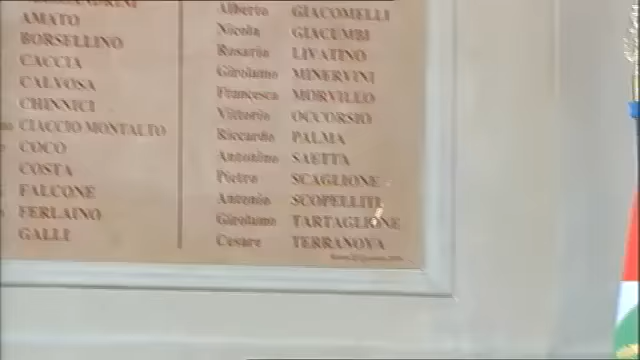 AMATO
BORSELLINO
CACCIA
CALVOSA
CHINNICI
CIACCIO MONTALTO
COCO
COSTA
FALCONE
FERLAINO
GALLI
Alberto GIACOMELLI
Nicola GIACUMBI
Rosario LIVATINO
Girolamo MINERVINI
Francesca MORVILLO
Vittorio OCCORSIO
Riccardo PALMA
Antonino SAETTA
Pietro SCAGLIONE
Antonio SCOPELLITI
Girolamo TARTAGLIONE
Cesare TERRANOVA